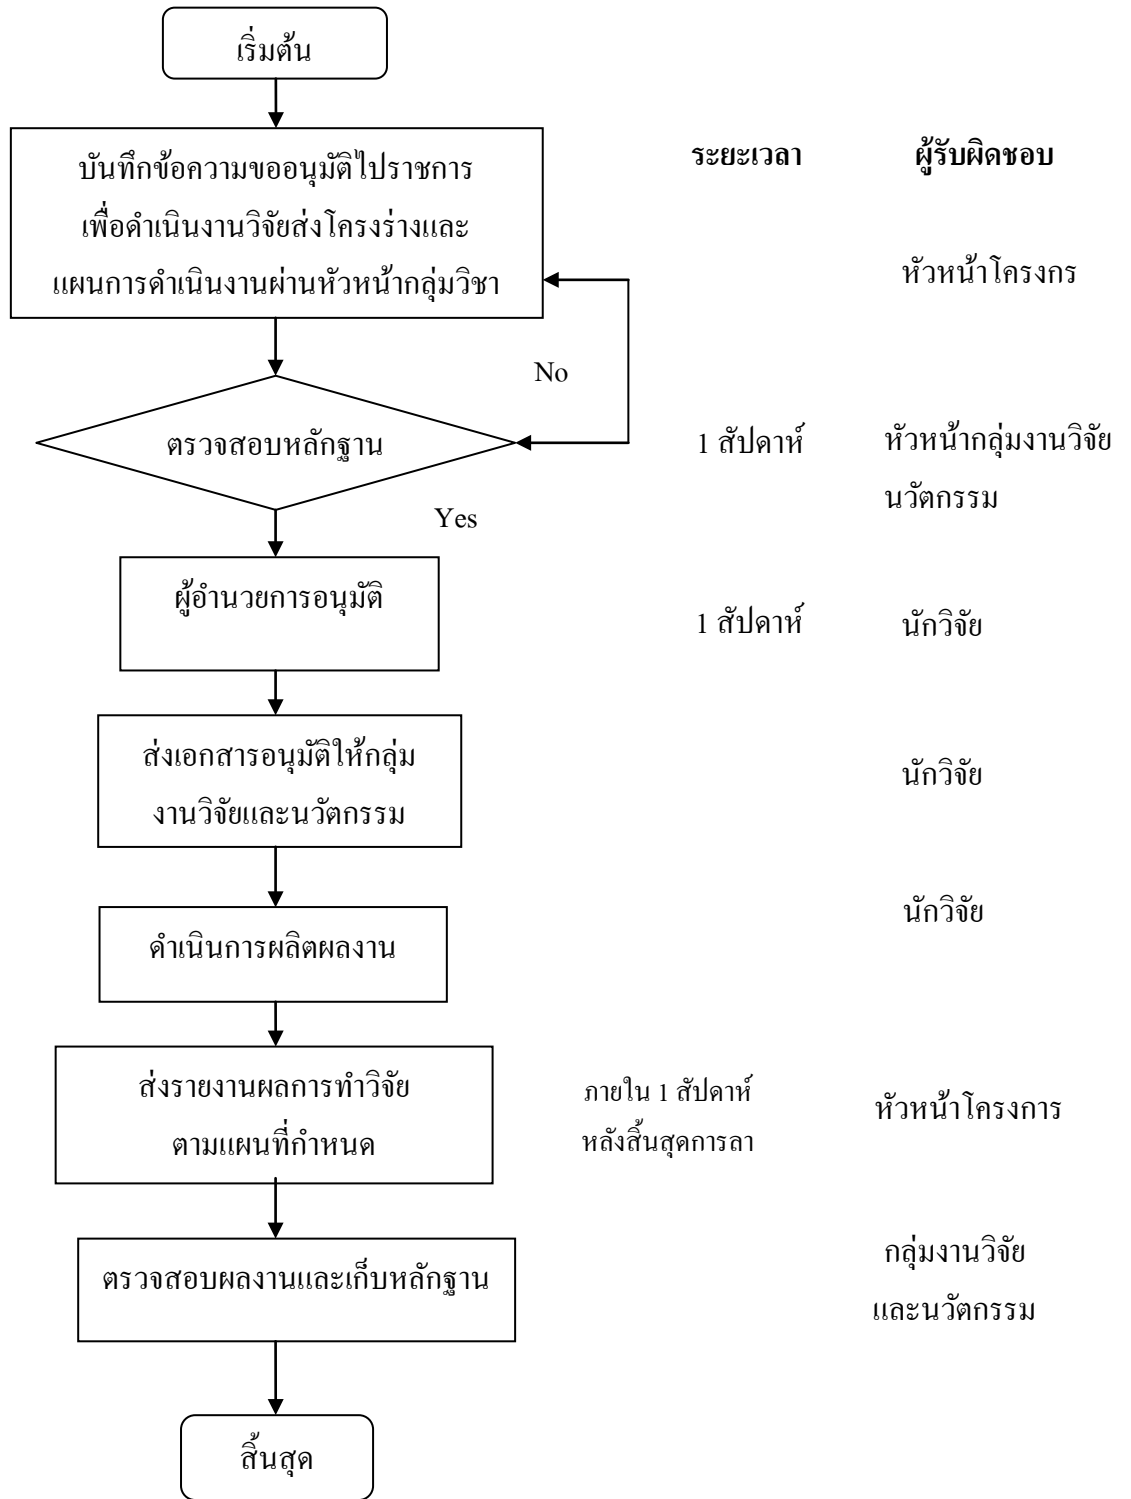 เริ่มต้น
บันทึกข้อความขออนุมัติไปราชการ
เพื่อดำเนินงานวิจัยส่งโครงร่างและ
แผนการดำเนินงานผ่านหัวหน้ากลุ่มวิชา
ระยะเวลา
ผู้รับผิดชอบ
หัวหน้าโครงกร
No
ตรวจสอบหลักฐาน
1 สัปดาห์
หัวหน้ากลุ่มงานวิจัย
นวัตกรรม
Yes
ผู้อำนวยการอนุมัติ
1 สัปดาห์
นักวิจัย
ส่งเอกสารอนุมัติให้กลุ่ม
งานวิจัยและนวัตกรรม
นักวิจัย
ดำเนินการผลิตผลงาน
นักวิจัย
ส่งรายงานผลการทำวิจัย
ตามแผนที่กำหนด
ภายใน 1 สัปดาห์
หลังสิ้นสุดการลา
หัวหน้าโครงการ
ตรวจสอบผลงานและเก็บหลักฐาน
กลุ่มงานวิจัย
และนวัตกรรม
สิ้นสุด